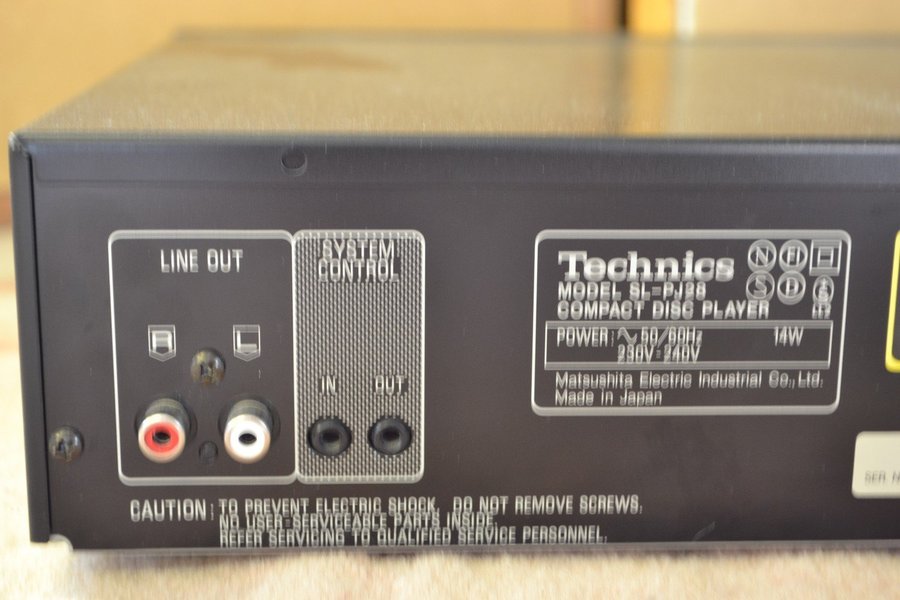 LINE OUT
R L
SYSTEM
CONTROL
IN OUT
Technics
MODEL SL-PJ28
COMPACT DISC PLAYER
N FI
S D
POWER: ~ 50/60Hz 14W
230V-240V
Matsushita Electric Industrial Co., Ltd.
Made in Japan
SER. N
CAUTION: TO PREVENT ELECTRIC SHOCK, DO NOT REMOVE SCREWS.
NO USER-SERVICEABLE PARTS INSIDE.
REFER SERVICING TO QUALIFIED SERVICE PERSONNEL.